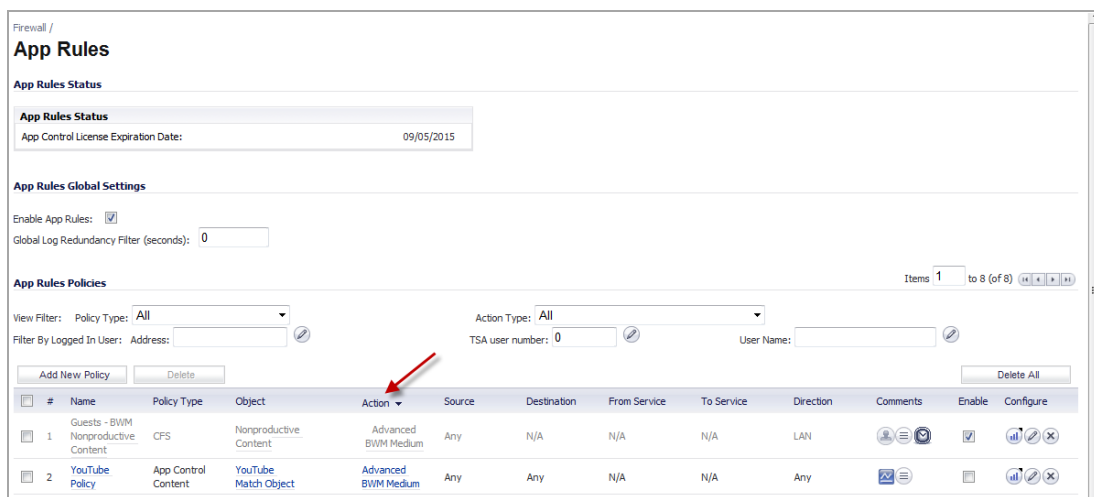 Firewall /
App Rules
App Rules Status
App Rules Status
App Control License Expiration Date: 09/05/2015
App Rules Global Settings
Enable App Rules:
Global Log Redundancy Filter (seconds): 0
App Rules Policies Items 1 to 8 (of 8)
View Filter: Policy Type: All Action Type: All
Filter By Logged In User: Address: TSA user number: 0 User Name:
Add New Policy Delete Delete All
# Name Policy Type Object Action Source Destination From Service To Service Direction Comments Enable Configure
1 Guests - BWM Nonproductive Content CFS Nonproductive Content Advanced BWM Medium Any N/A N/A N/A LAN
2 YouTube Policy App Control Content YouTube Match Object Advanced BWM Medium Any Any N/A N/A Any